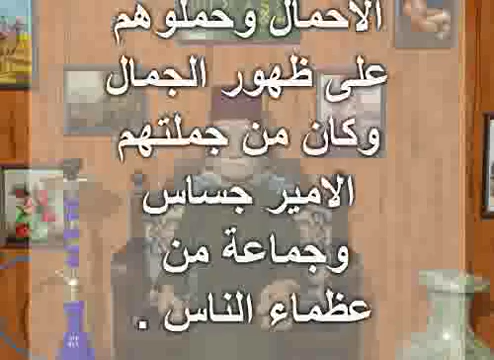 الاحمال وحملوهم
على ظهور الجمال
وكان من جملتهم
الامير جساس
وجماعة من
عظماء الناس .